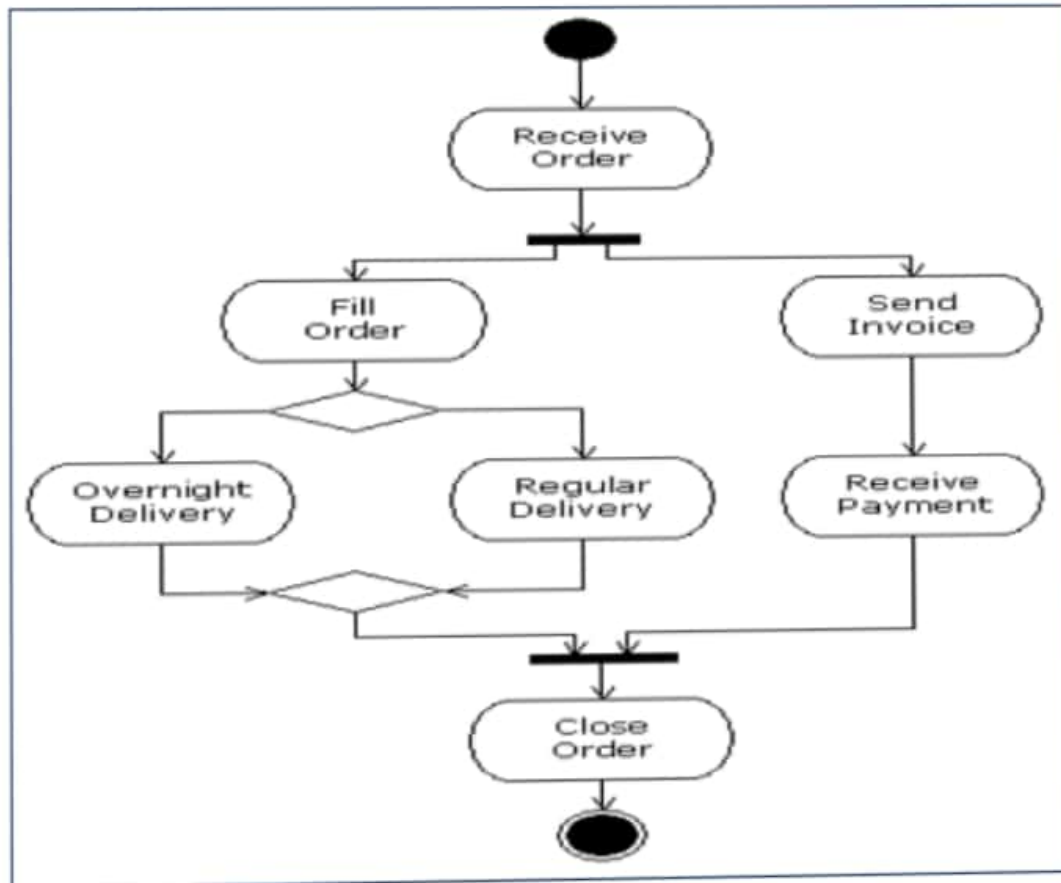 Receive
Order
Fill
Order
Send
Invoice
Overnight
Delivery
Regular
Delivery
Receive
Payment
Close
Order